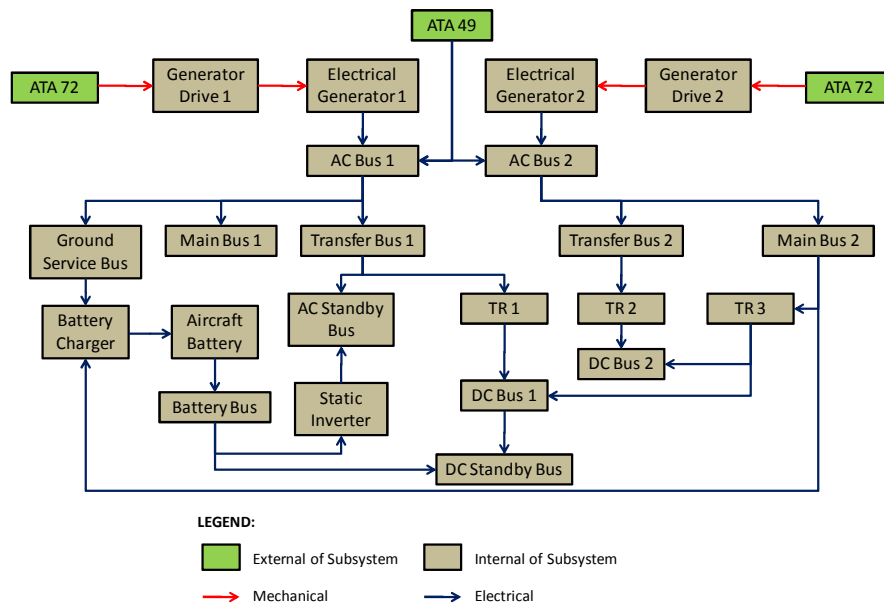 ATA 49
ATA 72
Generator
Drive 1
Electrical
Generator 1
Electrical
Generator 2
Generator
Drive 2
ATA 72
AC Bus 1
AC Bus 2
Ground
Service Bus
Main Bus 1
Transfer Bus 1
Transfer Bus 2
Main Bus 2
Battery
Charger
Aircraft
Battery
AC Standby
Bus
TR 1
TR 2
TR 3
DC Bus 2
Battery Bus
Static
Inverter
DC Bus 1
DC Standby Bus
LEGEND:
External of Subsystem
Internal of Subsystem
Mechanical
Electrical